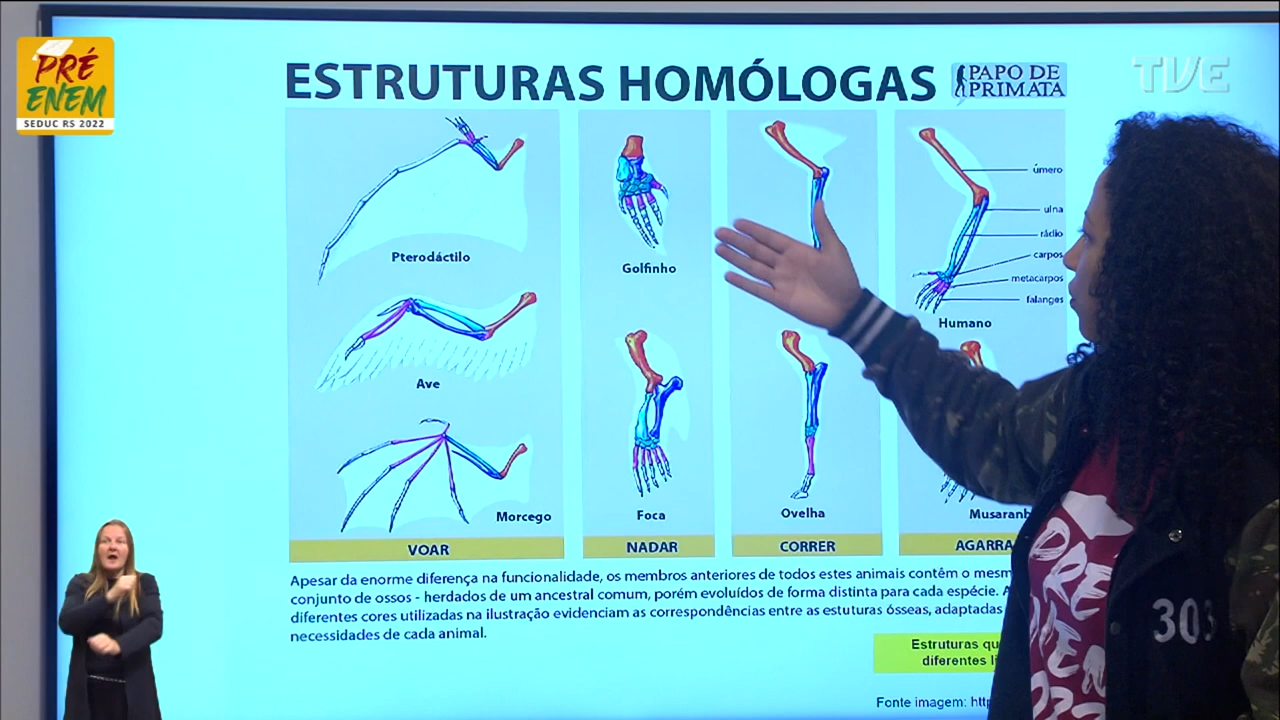 PRÉ
ENEM
SEDUC RS 2022
ESTRUTURAS HOMÓLOGAS
PAPO DE
PRIMATA
TVE
Pterodáctilo
Ave
Morcego
VOAR
Golfinho
Foca
NADAR
Ovelha
CORRER
úmero
ulna
rádio
carpos
metacarpos
falanges
Humano
Musaranh
AGARRA
Apesar da enorme diferença na funcionalidade, os membros anteriores de todos estes animais contêm o mesm
conjunto de ossos - herdados de um ancestral comum, porém evoluídos de forma distinta para cada espécie. A
diferentes cores utilizadas na ilustração evidenciam as correspondências entre as estuturas ósseas, adaptadas
necessidades de cada animal.
Estruturas qu
diferentes li
Fonte imagem: http
303